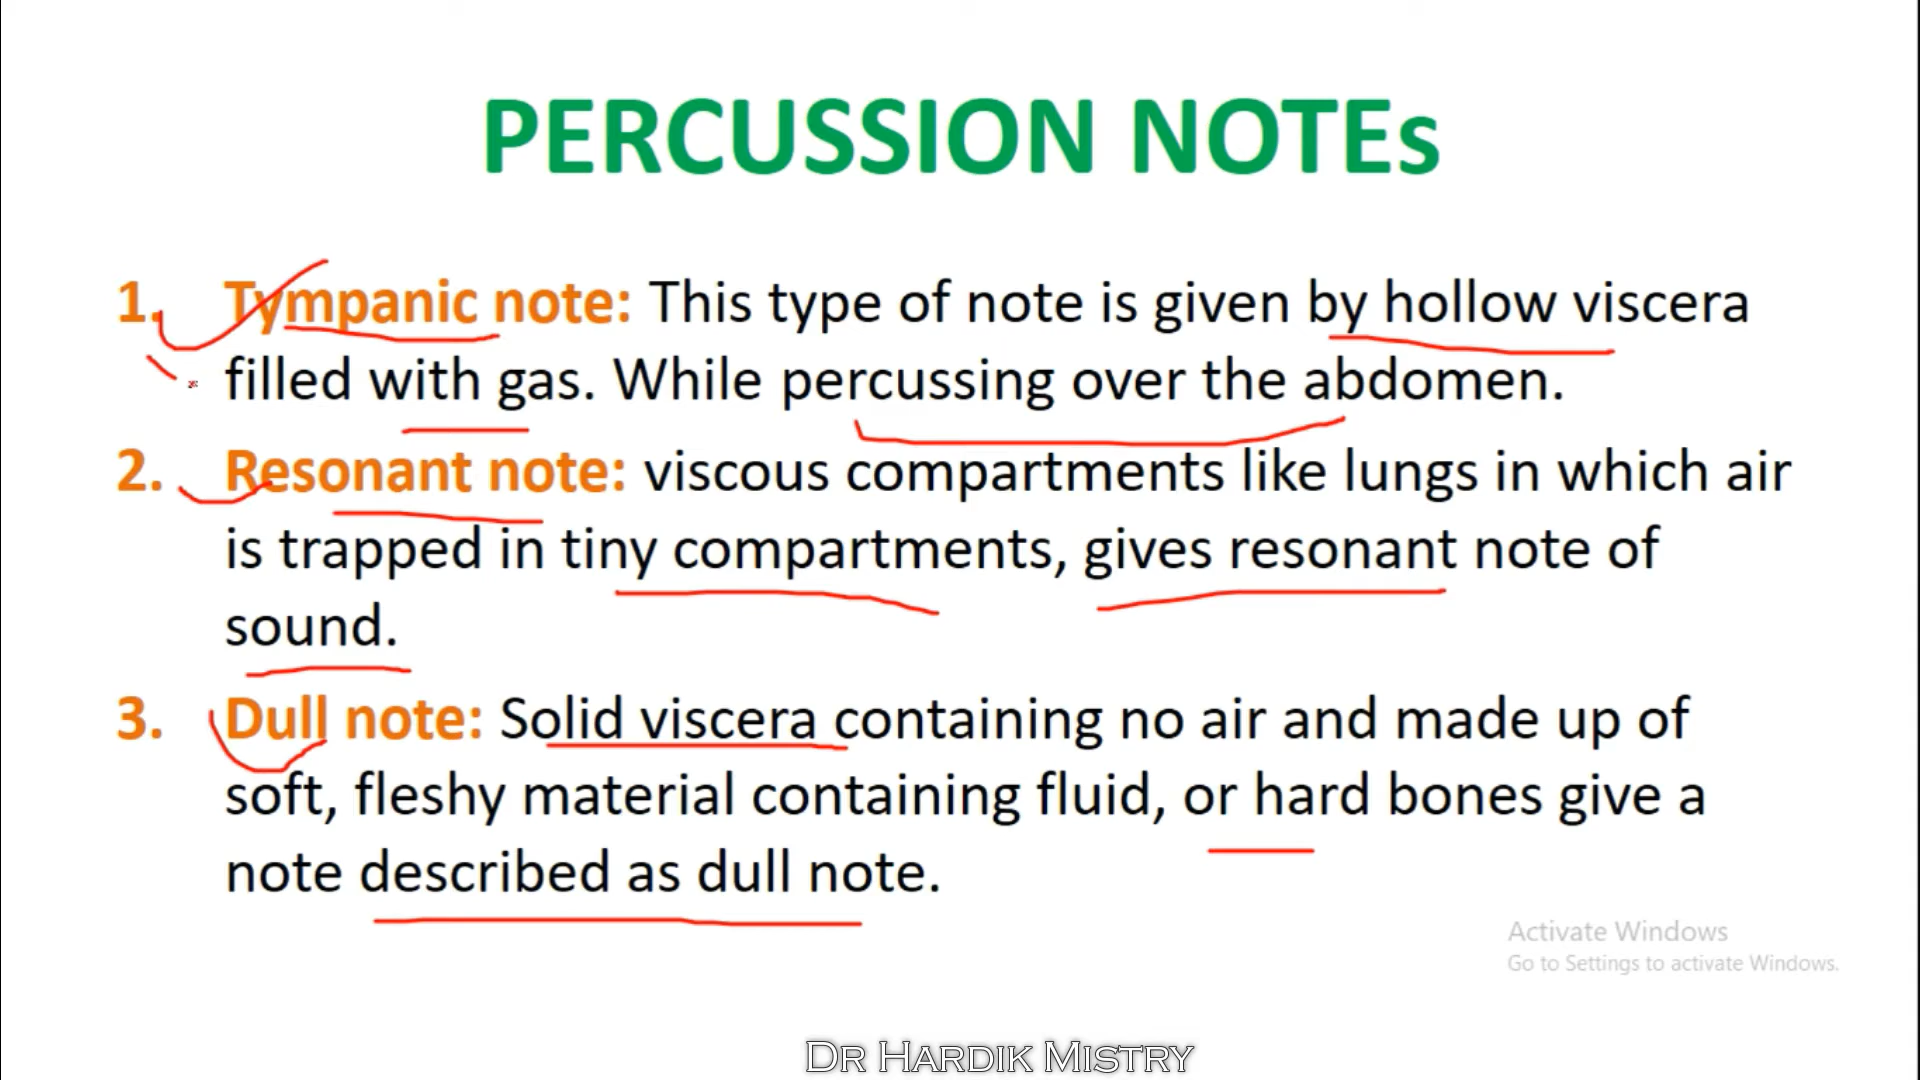 PERCUSSION NOTEs
1. Tympanic note: This type of note is given by hollow viscera
filled with gas. While percussing over the abdomen.
2. Resonant note: viscous compartments like lungs in which air
is trapped in tiny compartments, gives resonant note of
sound.
3. Dull note: Solid viscera containing no air and made up of
soft, fleshy material containing fluid, or hard bones give a
note described as dull note.
Activate Windows
Go to Settings to activate Windows.
DR HARDIK MISTRY